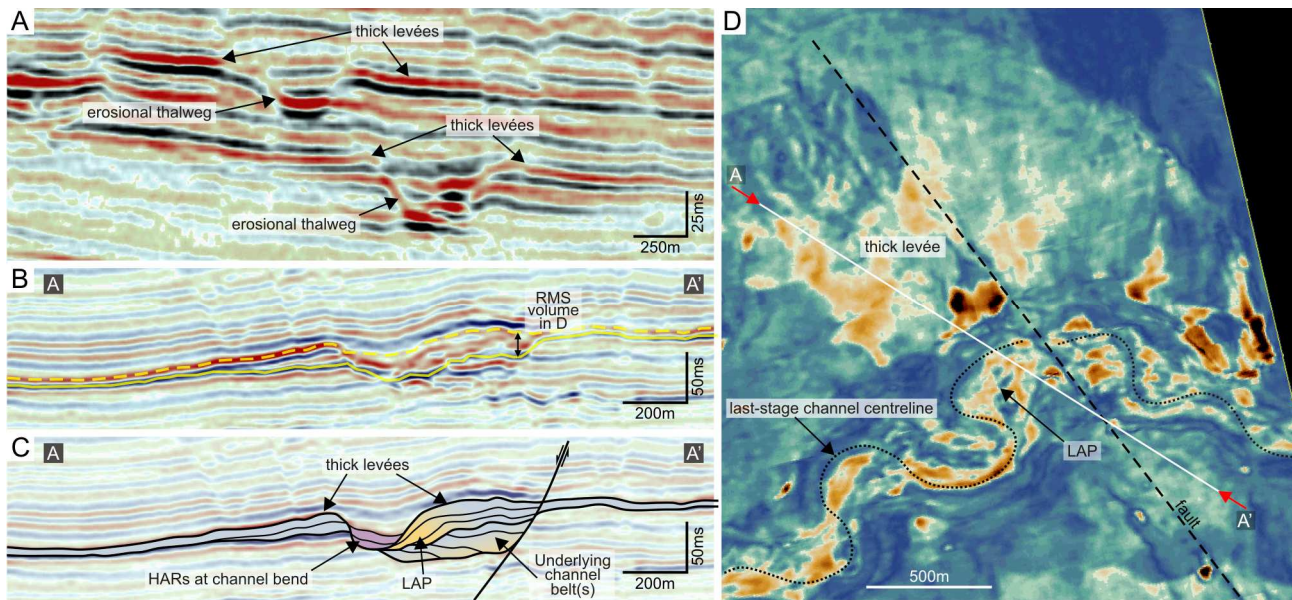 A
thick levées
erosional thalweg
thick levées
erosional thalweg
25ms
250m
B
A
A'
RMS
volume
in D
50ms
200m
C
A
A'
thick levées
HARs at channel bend
LAP
Underlying
channel
belt(s)
50ms
200m
D
A
thick levée
last-stage channel centreline
LAP
fault
A'
500m